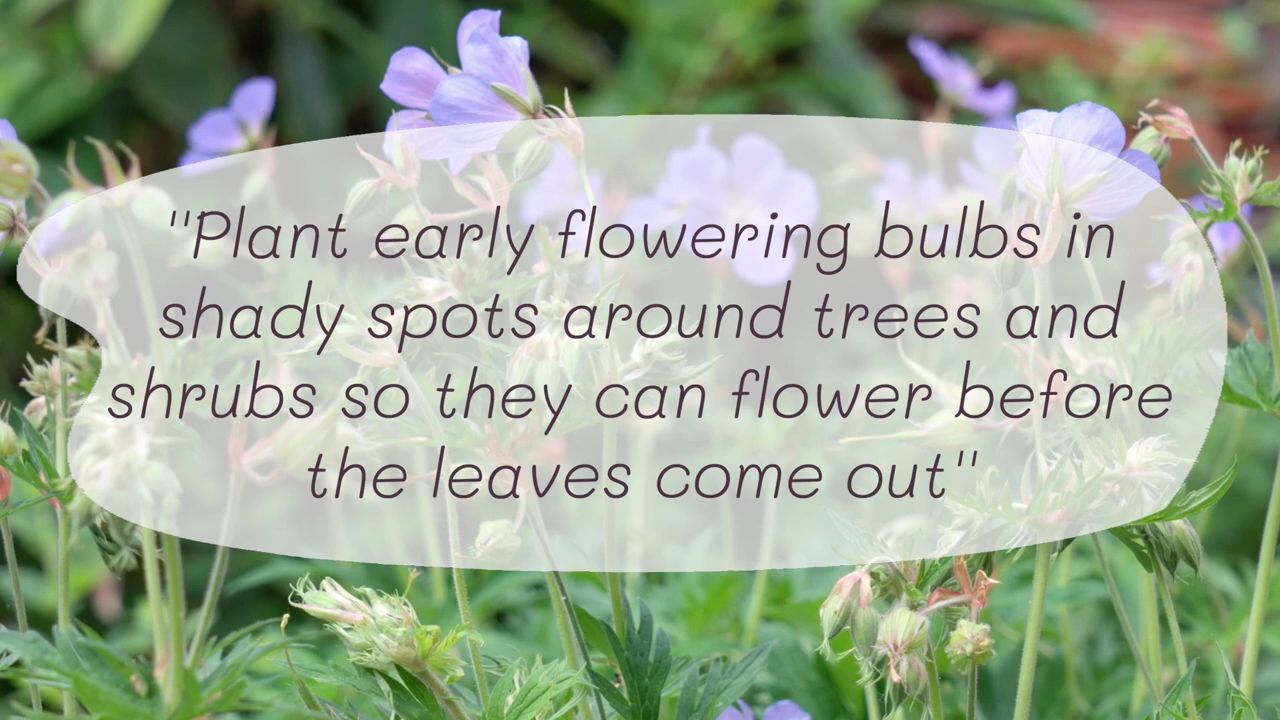 "Plant early flowering bulbs in
shady spots around trees and
shrubs so they can flower before
the leaves come out"